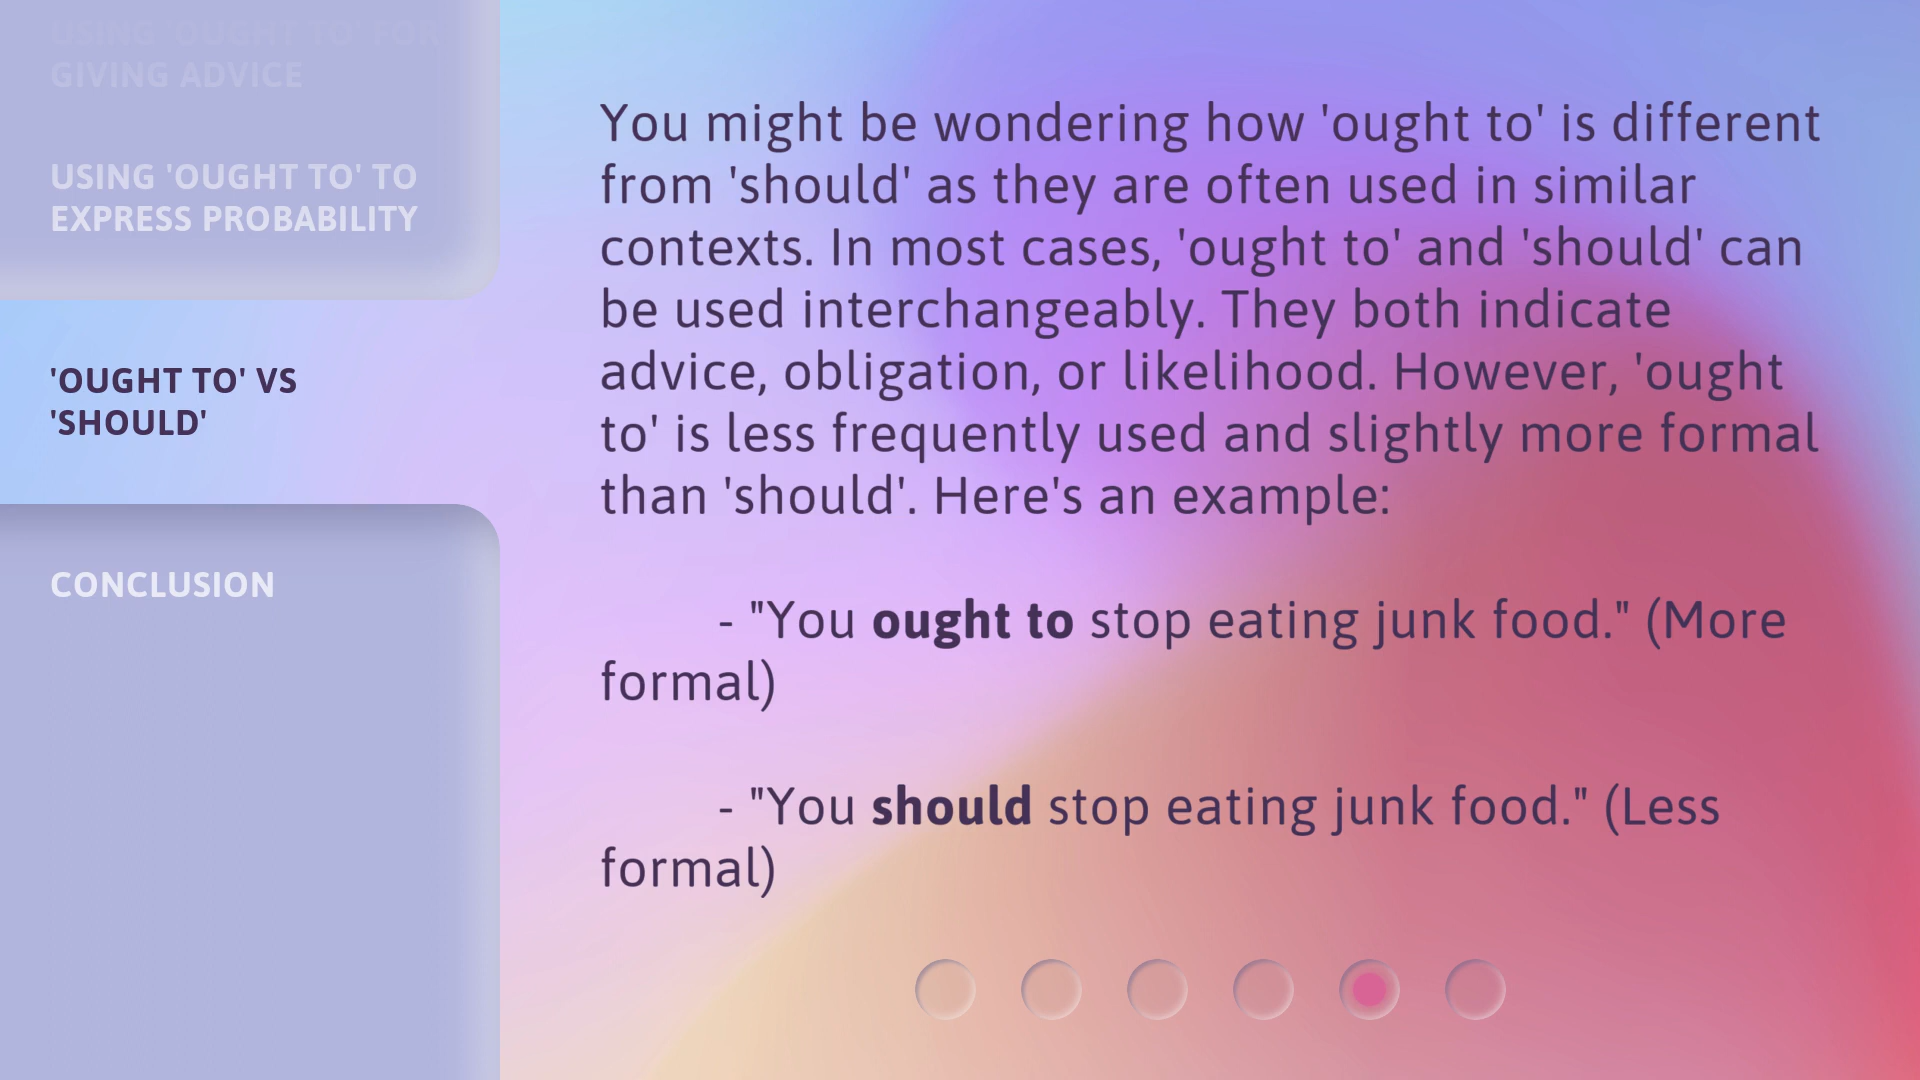 USING 'OUGHT TO' FOR
GIVING ADVICE
USING 'OUGHT TO' TO
EXPRESS PROBABILITY
'OUGHT TO' VS
'SHOULD'
CONCLUSION
You might be wondering how 'ought to' is different
from 'should' as they are often used in similar
contexts. In most cases, 'ought to' and 'should' can
be used interchangeably. They both indicate
advice, obligation, or likelihood. However, 'ought
to' is less frequently used and slightly more formal
than 'should'. Here's an example:
- "You ought to stop eating junk food." (More
formal)
- "You should stop eating junk food." (Less
formal)